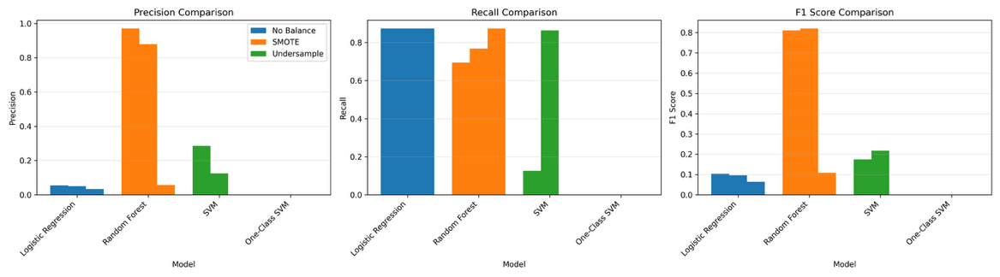 Precision Comparison
1.0
0.8
0.6
0.4
0.2
0.0
Precision
No Balance
SMOTE
Undersample
Logistic Regression
Random Forest
SVM
One-Class SVM
Model
Recall Comparison
0.8
0.6
0.4
0.2
0.0
Recall
Logistic Regression
Random Forest
SVM
One-Class SVM
Model
F1 Score Comparison
0.8
0.7
0.6
0.5
0.4
0.3
0.2
0.1
0.0
F1 Score
Logistic Regression
Random Forest
SVM
One-Class SVM
Model